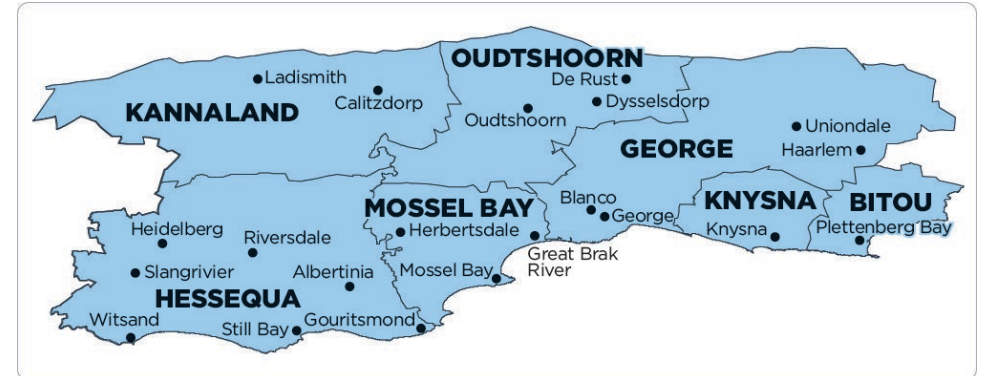 OUDTSHOORN
Ladismith
De Rust
Calitzdorp
Dysselsdorp
KANNALAND
Oudtshoorn
Uniondale
GEORGE
Haarlem
Blanco
KNYSNA
BITOU
MOSSEL BAY
George
Heidelberg
Herbertsdale
Knysna
Plettenberg Bay
Riversdale
Great Brak
River
Slangrivier
Albertinia
Mossel Bay
HESSEQUA
Witsand
Still Bay
Gouritsmond